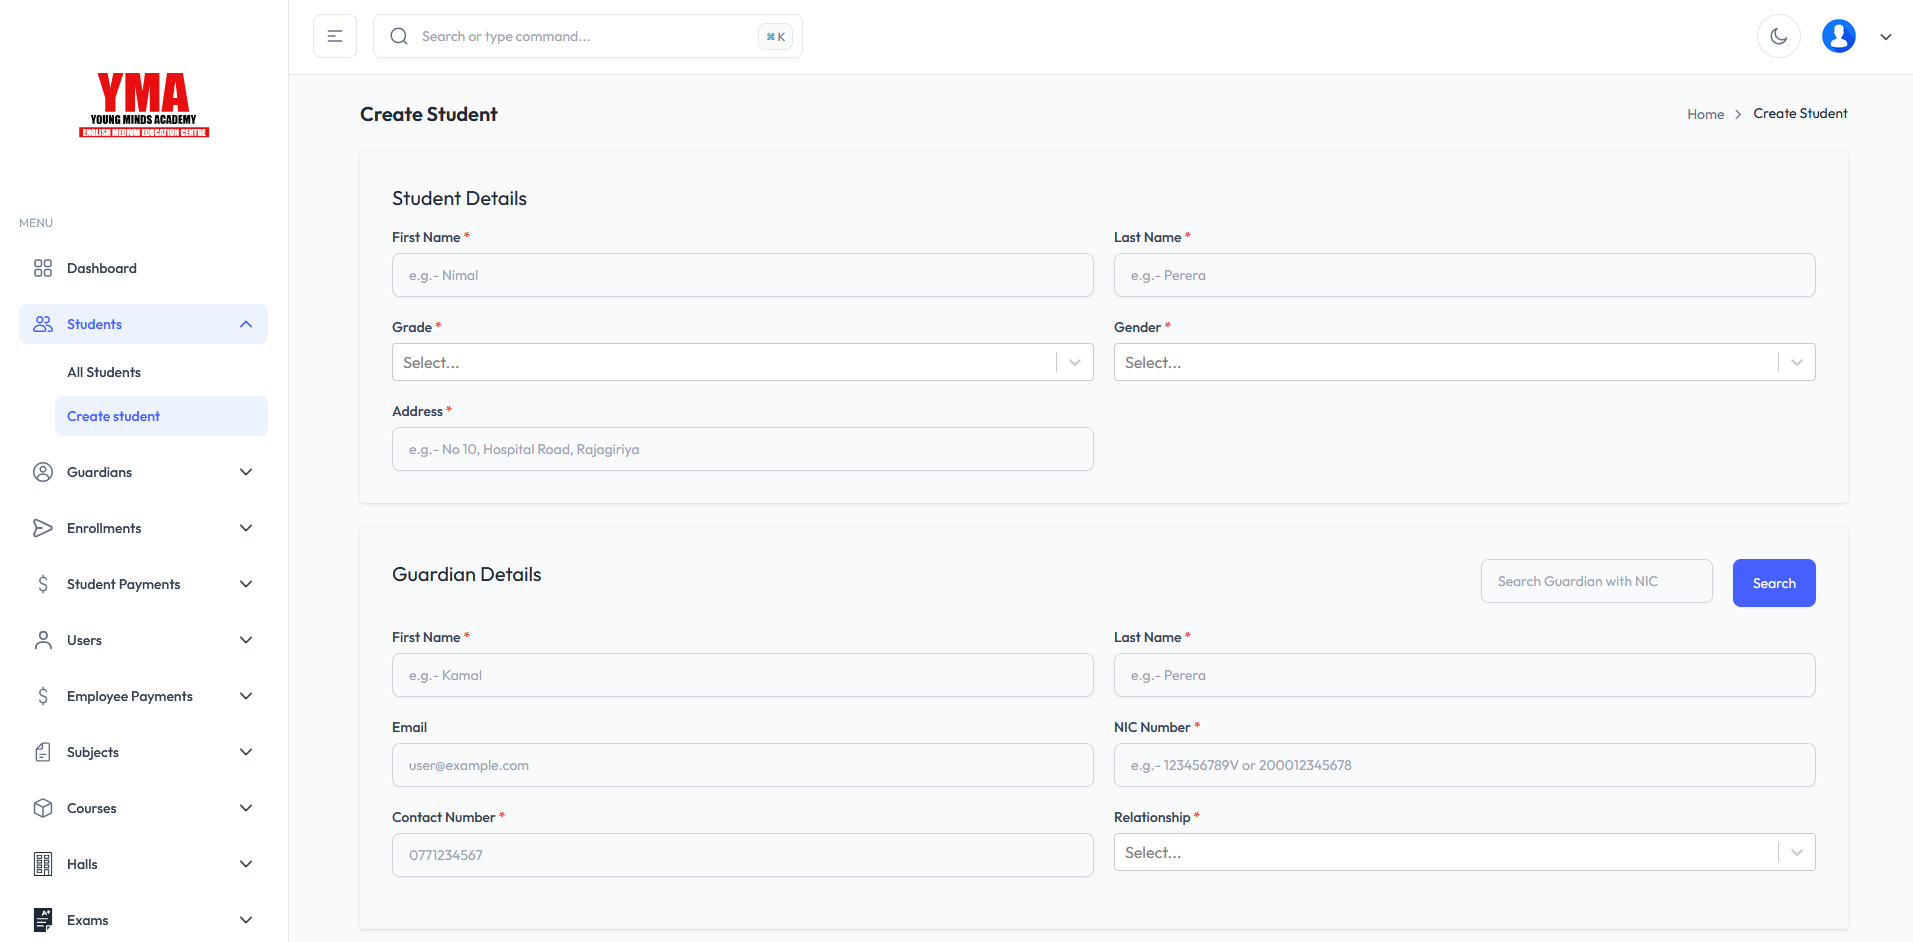 YMA
YOUNG MINDS ACADEMY
ENGLISH MEDIUM EDUCATION CENTRE
MENU
Dashboard
Students
All Students
Create student
Guardians
Enrollments
Student Payments
Users
Employee Payments
Subjects
Courses
Halls
Exams
Search or type command...
⌘ K
Create Student
Home > Create Student
Student Details
First Name *
e.g.- Nimal
Last Name *
e.g.- Perera
Grade *
Select...
Gender *
Select...
Address *
e.g.- No 10, Hospital Road, Rajagiriya
Guardian Details
Search Guardian with NIC
Search
First Name *
e.g.- Kamal
Last Name *
e.g.- Perera
Email
user@example.com
NIC Number *
e.g.- 123456789V or 200012345678
Contact Number *
0771234567
Relationship *
Select...